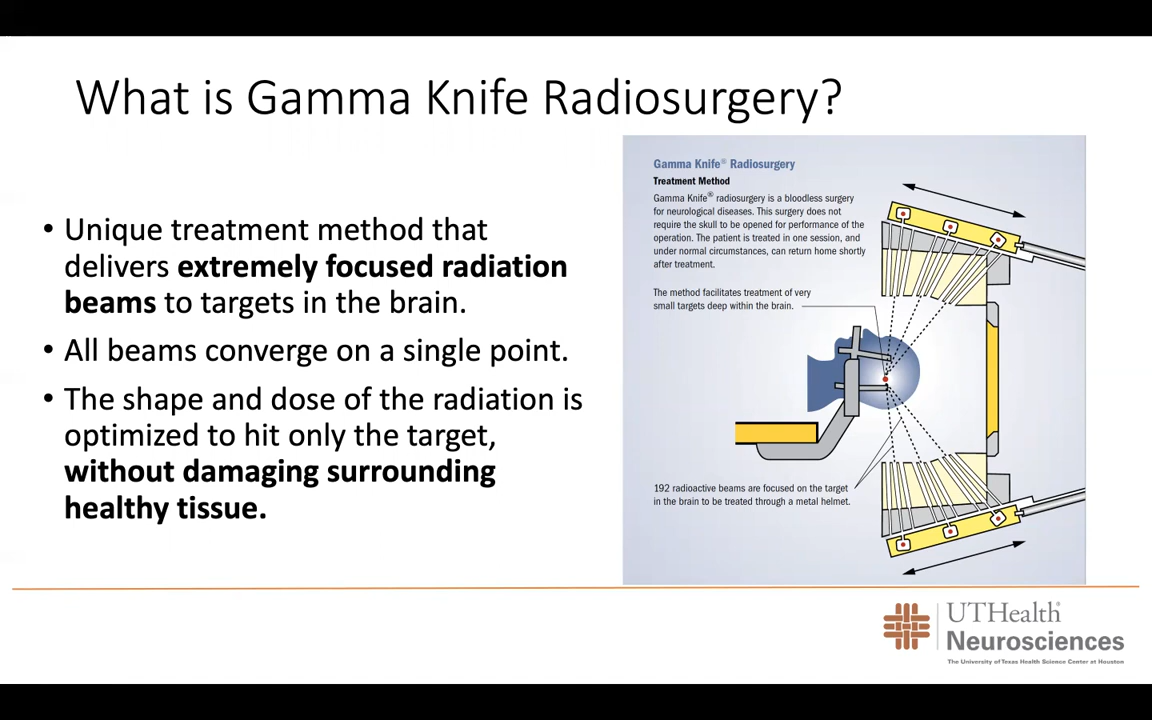 What is Gamma Knife Radiosurgery?
• Unique treatment method that
delivers extremely focused radiation
beams to targets in the brain.
• All beams converge on a single point.
• The shape and dose of the radiation is
optimized to hit only the target,
without damaging surrounding
healthy tissue.
Gamma Knife® Radiosurgery
Treatment Method
Gamma Knife® radiosurgery is a bloodless surgery
for neurological diseases. This surgery does not
require the skull to be opened for performance of the
operation. The patient is treated in one session, and
under normal circumstances, can return home shortly
after treatment.
The method facilitates treatment of very
small targets deep within the brain.
192 radioactive beams are focused on the target
in the brain to be treated through a metal helmet.
UTHealth®
Neurosciences
The University of Texas Health Science Center at Houston